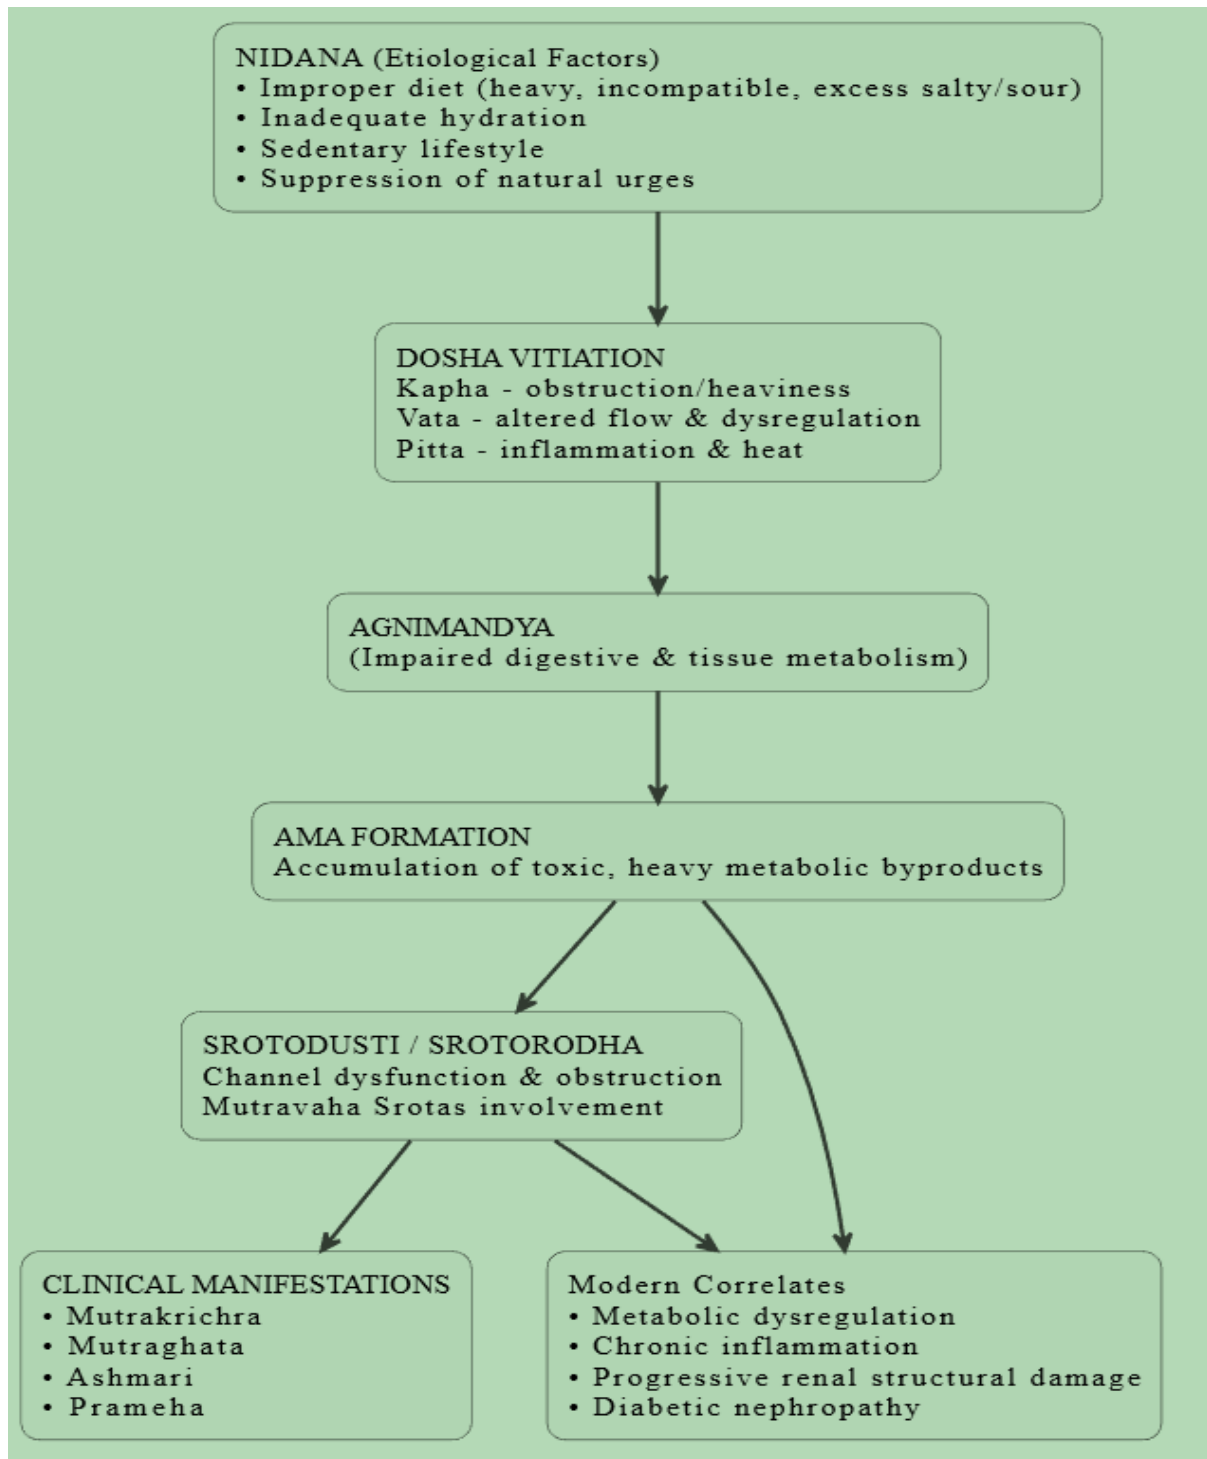 NIDANA (Etiological Factors)
• Improper diet (heavy, incompatible, excess salty/sour)
• Inadequate hydration
• Sedentary lifestyle
• Suppression of natural urges
DOSHA VITIATION
Kapha - obstruction/heaviness
Vata - altered flow & dysregulation
Pitta - inflammation & heat
AGNIMANDYA
(Impaired digestive & tissue metabolism)
AMA FORMATION
Accumulation of toxic, heavy metabolic byproducts
SROTODUSTI / SROTORODHA
Channel dysfunction & obstruction
Mutravaha Srotas involvement
CLINICAL MANIFESTATIONS
• Mutrakrichra
• Mutraghata
• Ashmari
• Prameha
Modern Correlates
• Metabolic dysregulation
• Chronic inflammation
• Progressive renal structural damage
• Diabetic nephropathy